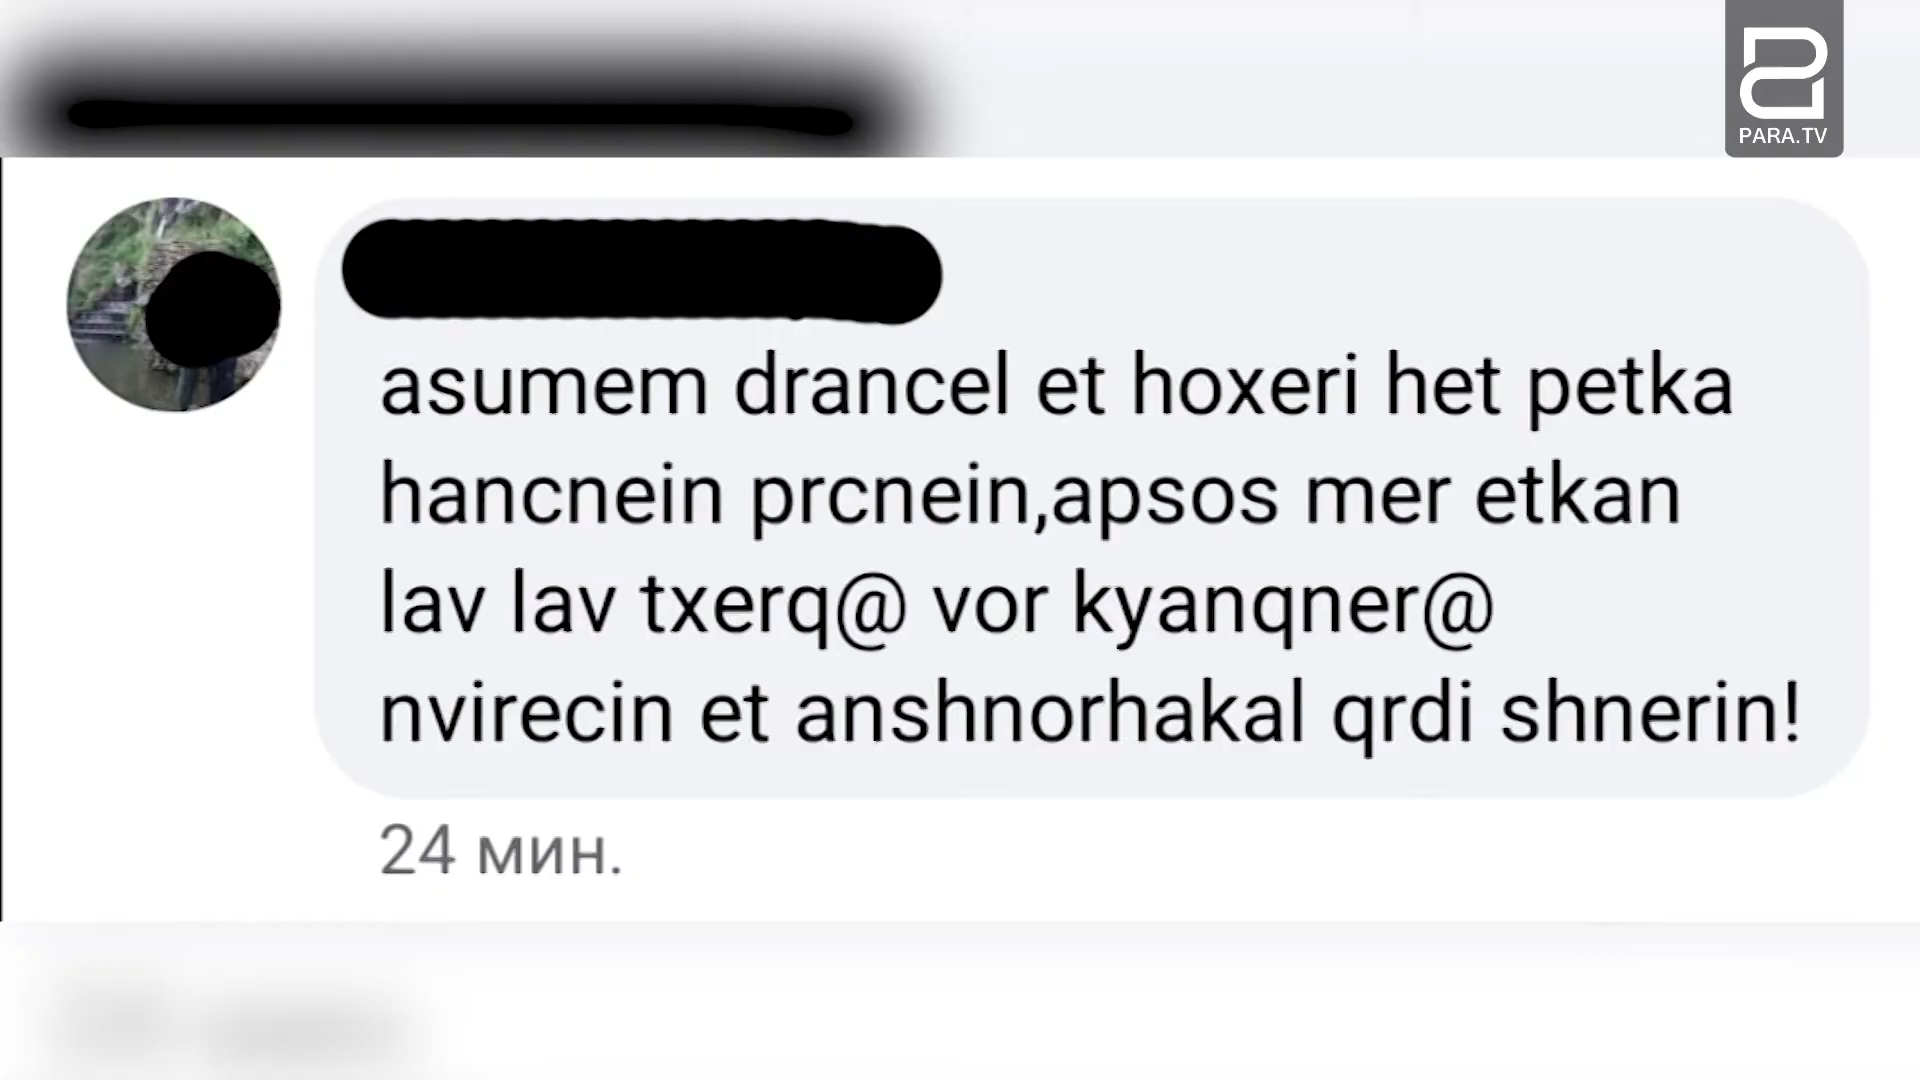 PARA.TV
asumem drancel et hoxeri het petka
hancnein prcnein,apsos mer etkan
lav lav txerq@ vor kyanqner@
nvirecin et anshnorhakal qrdi shnerin!
24 мин.